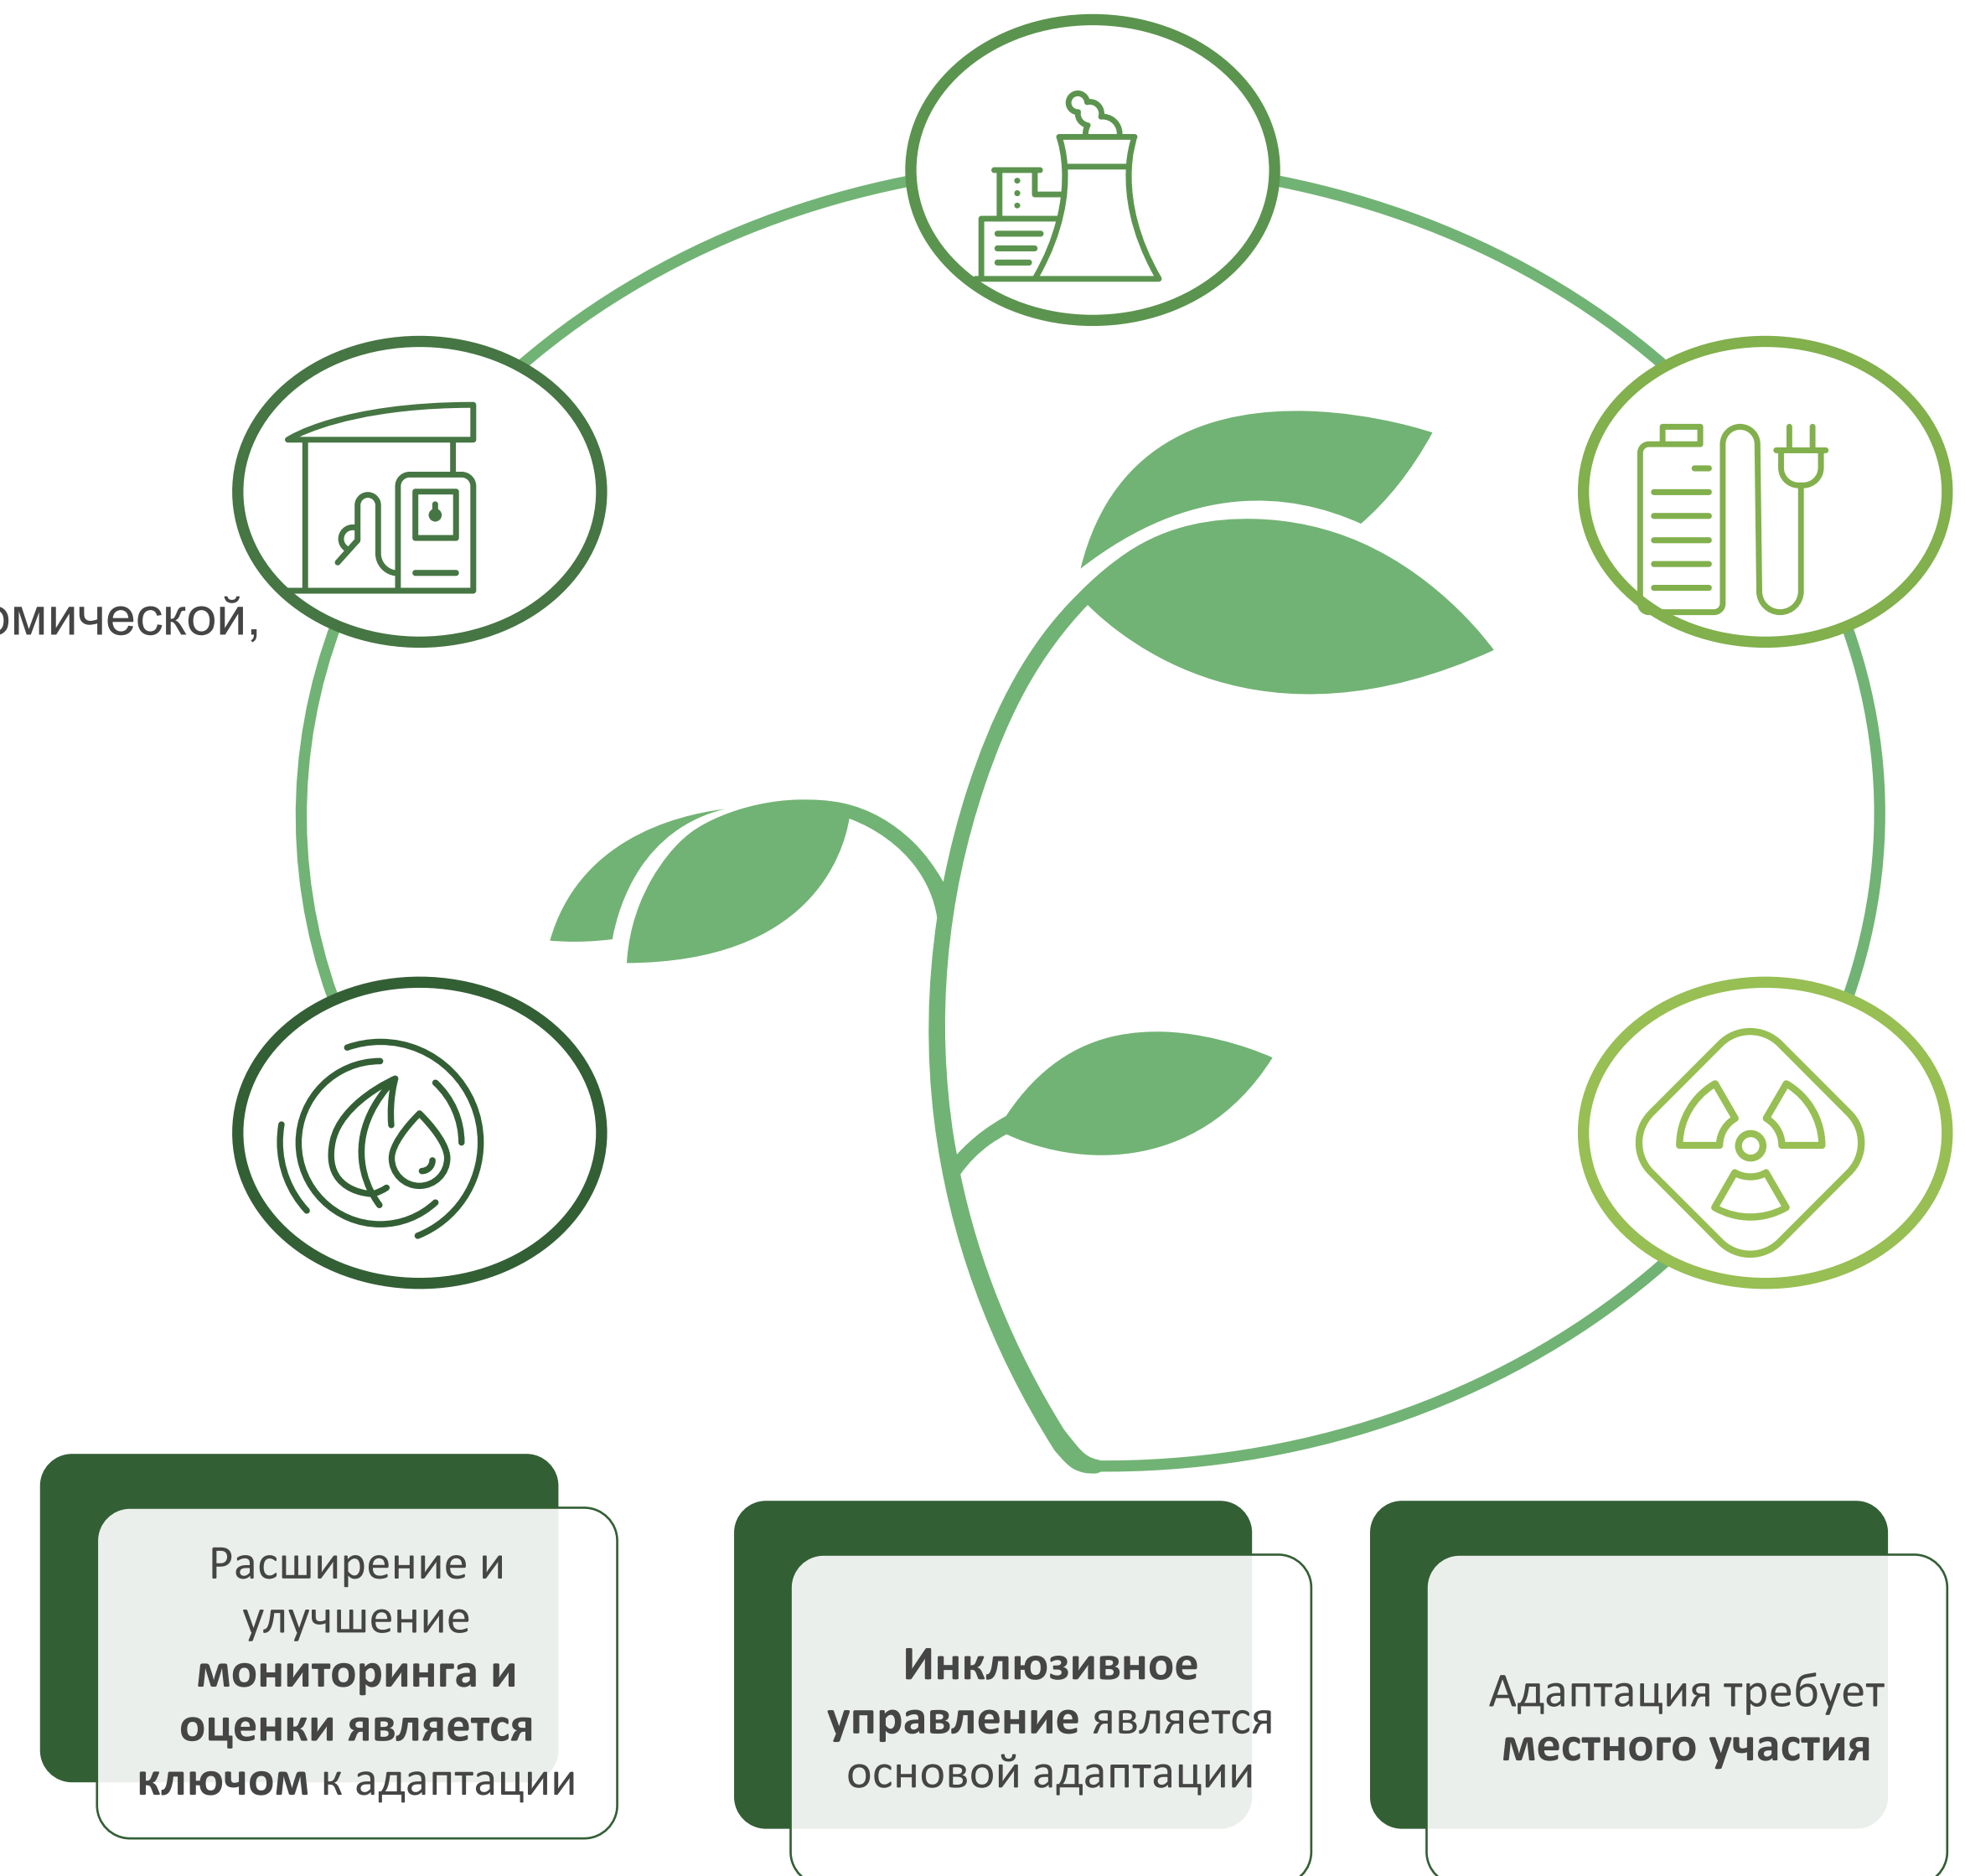 омической,
Расширение и
улучшение
мониторинга и
оценки является
ключом к адаптации
Инклюзивное
управление является
основой адаптации
Адаптация требует
местного участия